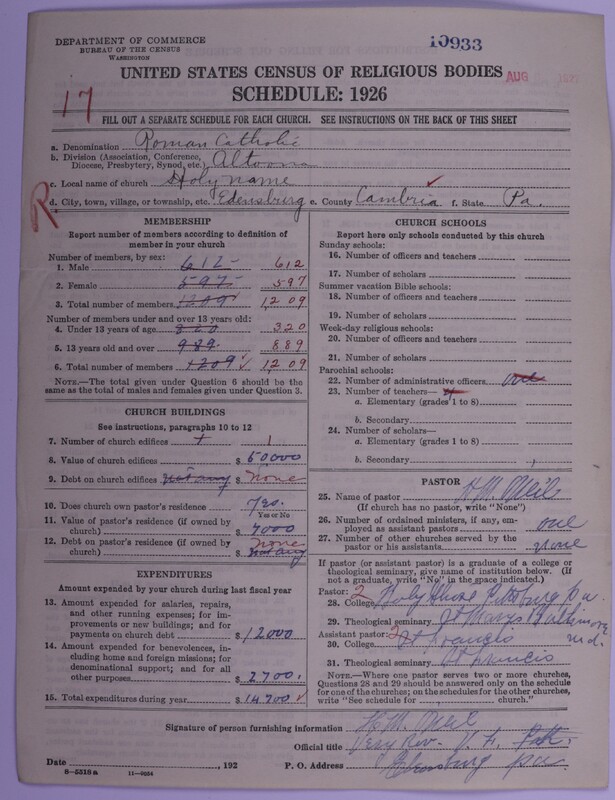 DEPARTMENT OF COMMERCE
BUREAU OF THE CENSUS
WASHINGTON
10933
UNITED STATES CENSUS OF RELIGIOUS BODIES
AUG
SCHEDULE: 1926
17
FILL OUT A SEPARATE SCHEDULE FOR EACH CHURCH. SEE INSTRUCTIONS ON THE BACK OF THIS SHEET
a. Denomination Roman Catholic
b. Division (Association, Conference, Diocese, Presbytery, Synod, etc.) Altoona
c. Local name of church Holy name
d. City, town, village, or township, etc. Edensburg e. County Cambria f. State Pa.
R
MEMBERSHIP
Report number of members according to definition of member in your church
Number of members, by sex:
1. Male 612 612
2. Female 597 597
3. Total number of members 1209 1209
Number of members under and over 13 years old:
4. Under 13 years of age 320 320
5. 13 years old and over 989 889
6. Total number of members 1209 1209
NOTE.—The total given under Question 6 should be the same as the total of males and females given under Question 3.
CHURCH BUILDINGS
See instructions, paragraphs 10 to 12
7. Number of church edifices 1
8. Value of church edifices $ 50000
9. Debt on church edifices not any $ None
10. Does church own pastor's residence Yes.
Yes or No
11. Value of pastor's residence (if owned by church) $ 7000
12. Debt on pastor's residence (if owned by church) $ None not any
EXPENDITURES
Amount expended by your church during last fiscal year
13. Amount expended for salaries, repairs, and other running expenses; for improvements or new buildings; and for payments on church debt $ 12000
14. Amount expended for benevolences, including home and foreign missions; for denominational support; and for all other purposes $ 2700.
15. Total expenditures during year $ 14,700
CHURCH SCHOOLS
Report here only schools conducted by this church
Sunday schools:
16. Number of officers and teachers
17. Number of scholars
Summer vacation Bible schools:
18. Number of officers and teachers
19. Number of scholars
Week-day religious schools:
20. Number of officers and teachers
21. Number of scholars
Parochial schools:
22. Number of administrative officers one
23. Number of teachers—
a. Elementary (grades 1 to 8)
b. Secondary
24. Number of scholars—
a. Elementary (grades 1 to 8)
b. Secondary
PASTOR
25. Name of pastor
(If church has no pastor, write "None")
26. Number of ordained ministers, if any, employed as assistant pastors one
27. Number of other churches served by the pastor or his assistants none
If pastor (or assistant pastor) is a graduate of college or theological seminary, give name of institution below. (If not a graduate, write "No" in the space indicated.)
Pastor: 2
28. College Holy Ghost Pittsburg pa.
29. Theological seminary St Marys Baltimore md.
Assistant pastor: 2
30. College St Francis
31. Theological seminary St Francis
NOTE.—Where one pastor serves two or more churches, Questions 28 and 29 should be answered only on the schedule for one of the churches; on the schedules for the other churches, write "See schedule for church."
Signature of person furnishing information
Official title Very Rev.
Date , 192 P. O. Address Edensburg pa
8—5318a 11—9064